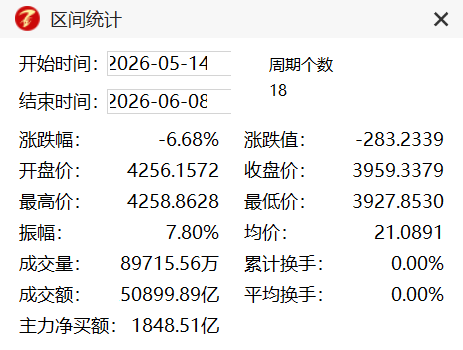 区间统计
开始时间： 2026-05-14 周期个数
结束时间： 2026-06-08 18
涨跌幅： -6.68% 涨跌值： -283.2339
开盘价： 4256.1572 收盘价： 3959.3379
最高价： 4258.8628 最低价： 3927.8530
振幅： 7.80% 均价： 21.0891
成交量： 89715.56万 累计换手： 0.00%
成交额： 50899.89亿 平均换手： 0.00%
主力净买额： 1848.51亿